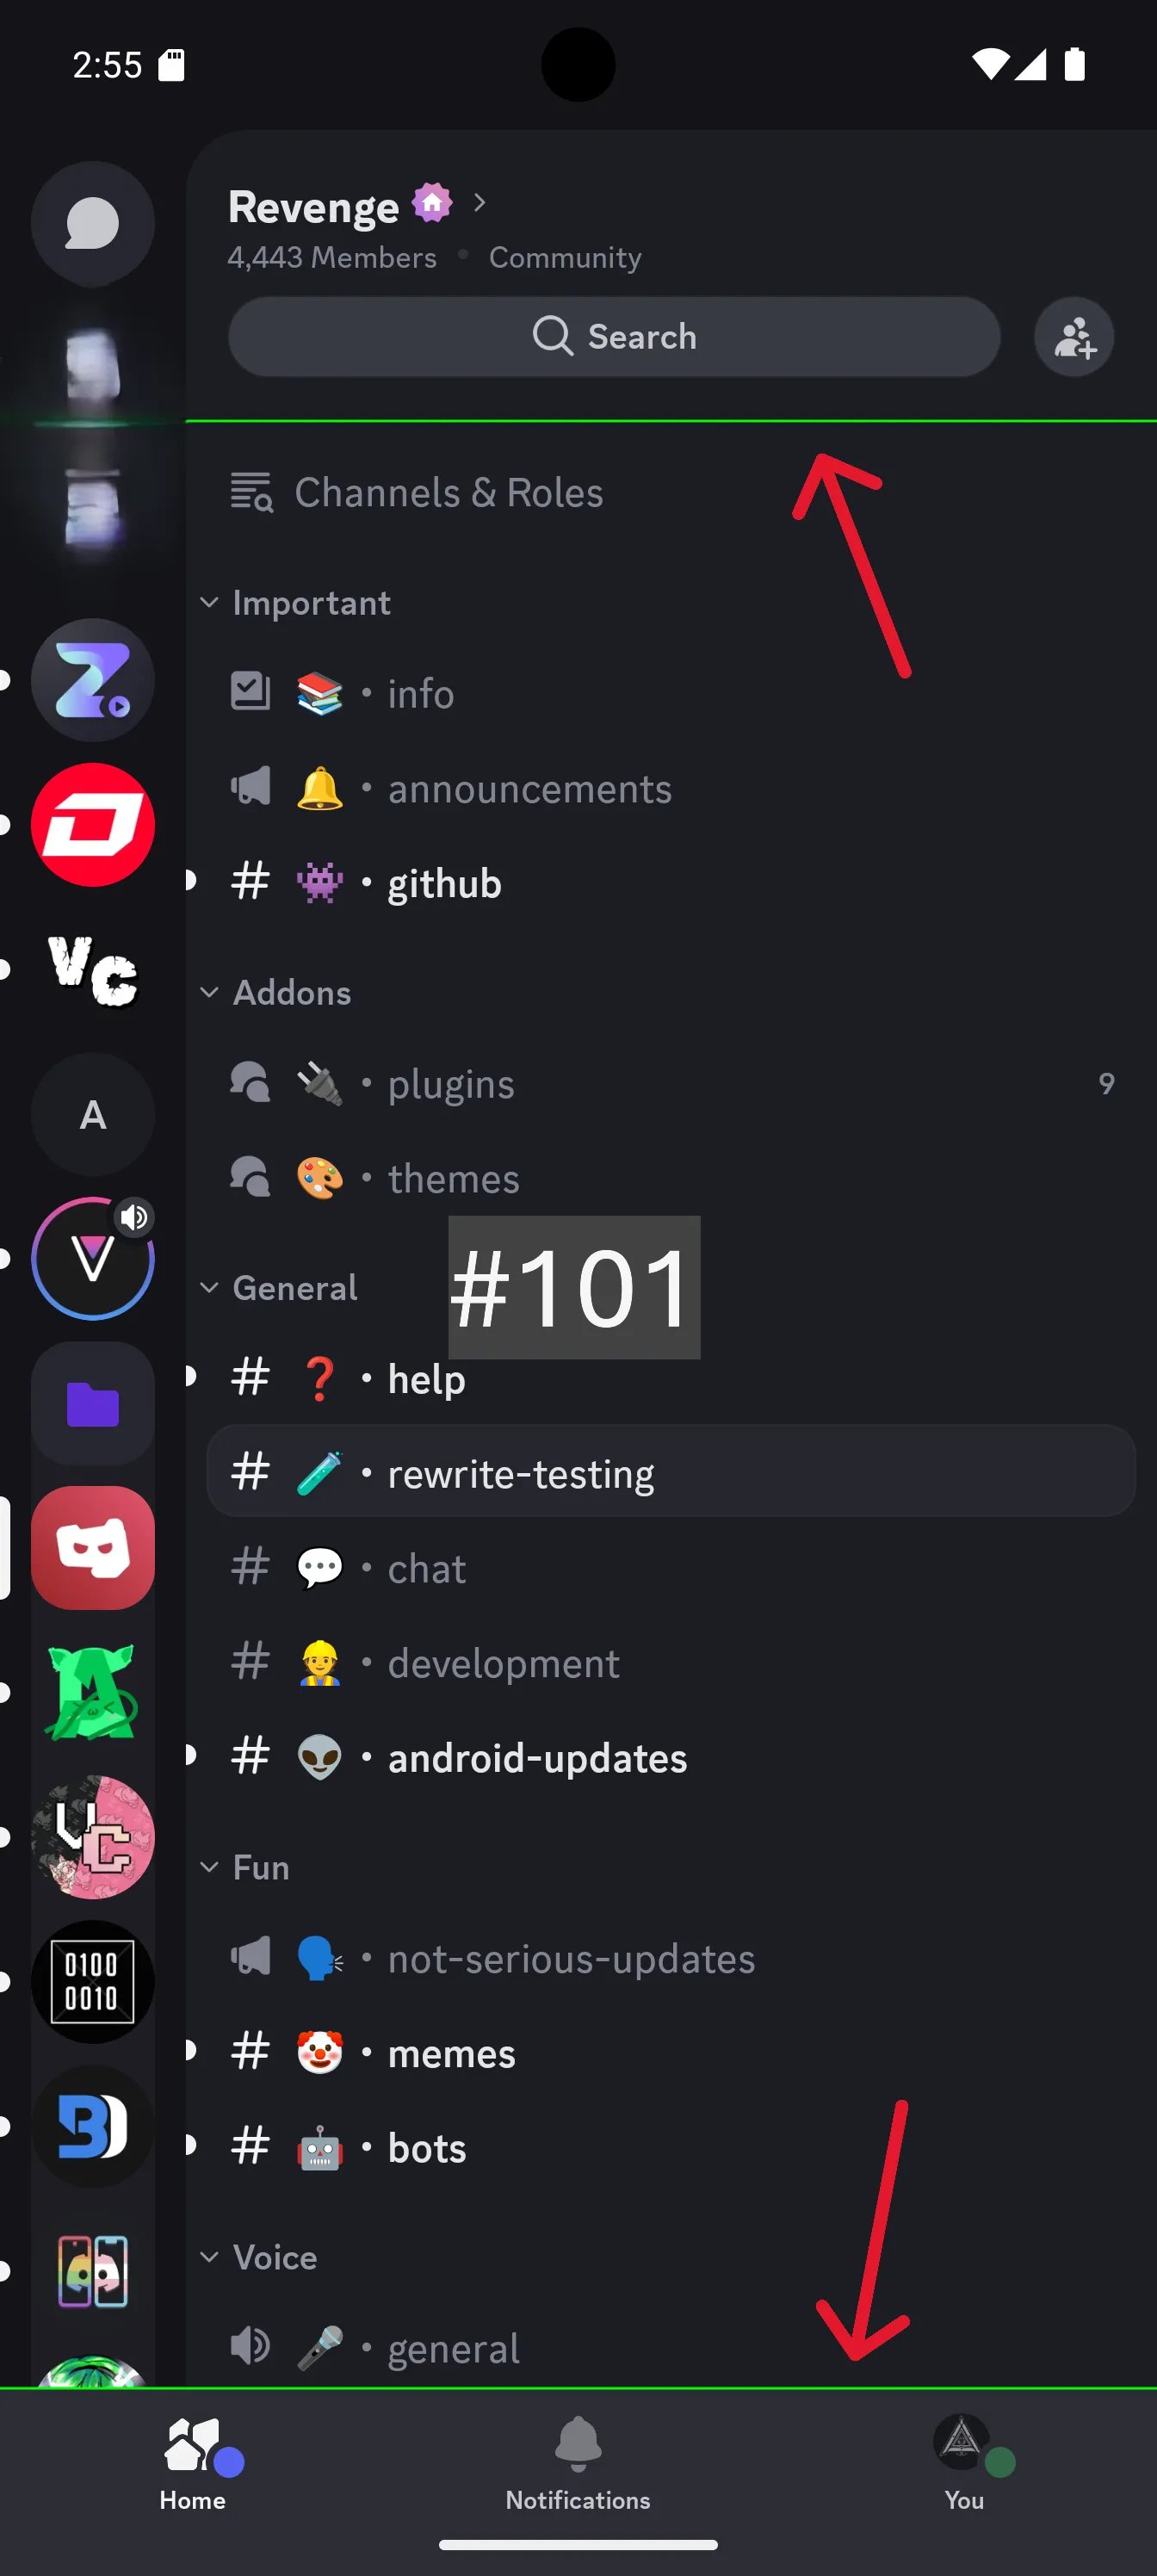 2:55
Revenge
4,443 Members • Community
Search
Channels & Roles
Important
info
announcements
github
Addons
plugins 9
themes
General
#101
help
rewrite-testing
chat
development
android-updates
Fun
not-serious-updates
memes
bots
Voice
general
Home
Notifications
You
VC
A
V
A
VC
0100
0010